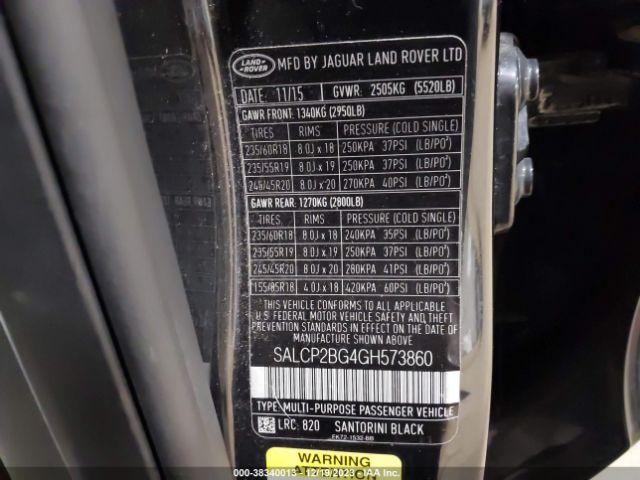 LAND ROVER MFD BY JAGUAR LAND ROVER LTD
DATE: 11/15 GVWR: 2505KG (5520LB)
GAWR FRONT: 1340KG (2950LB)
TIRES RIMS PRESSURE (COLD SINGLE)
235/60R18 8.0J x 18 250KPA 37PSI (LB/PO²)
235/55R19 8.0J x 19 250KPA 37PSI (LB/PO²)
245/45R20 8.0J x 20 270KPA 40PSI (LB/PO²)
GAWR REAR: 1270KG (2800LB)
TIRES RIMS PRESSURE (COLD SINGLE)
235/60R18 8.0J x 18 240KPA 35PSI (LB/PO²)
235/55R19 8.0J x 19 250KPA 37PSI (LB/PO²)
245/45R20 8.0J x 20 280KPA 41PSI (LB/PO²)
155/85R18 4.0J x 18 420KPA 60PSI (LB/PO²)
THIS VEHICLE CONFORMS TO ALL APPLICABLE
U.S. FEDERAL MOTOR VEHICLE SAFETY AND THEFT
PREVENTION STANDARDS IN EFFECT ON THE DATE
OF MANUFACTURE SHOWN ABOVE
SALCP2BG4GH573860
TYPE: MULTI-PURPOSE PASSENGER VEHICLE
LRC: 820 SANTORINI BLACK
FK72-1532-BB
WARNING
ATTENTION
000-38340013 - 12/19/2023 - IAA Inc.